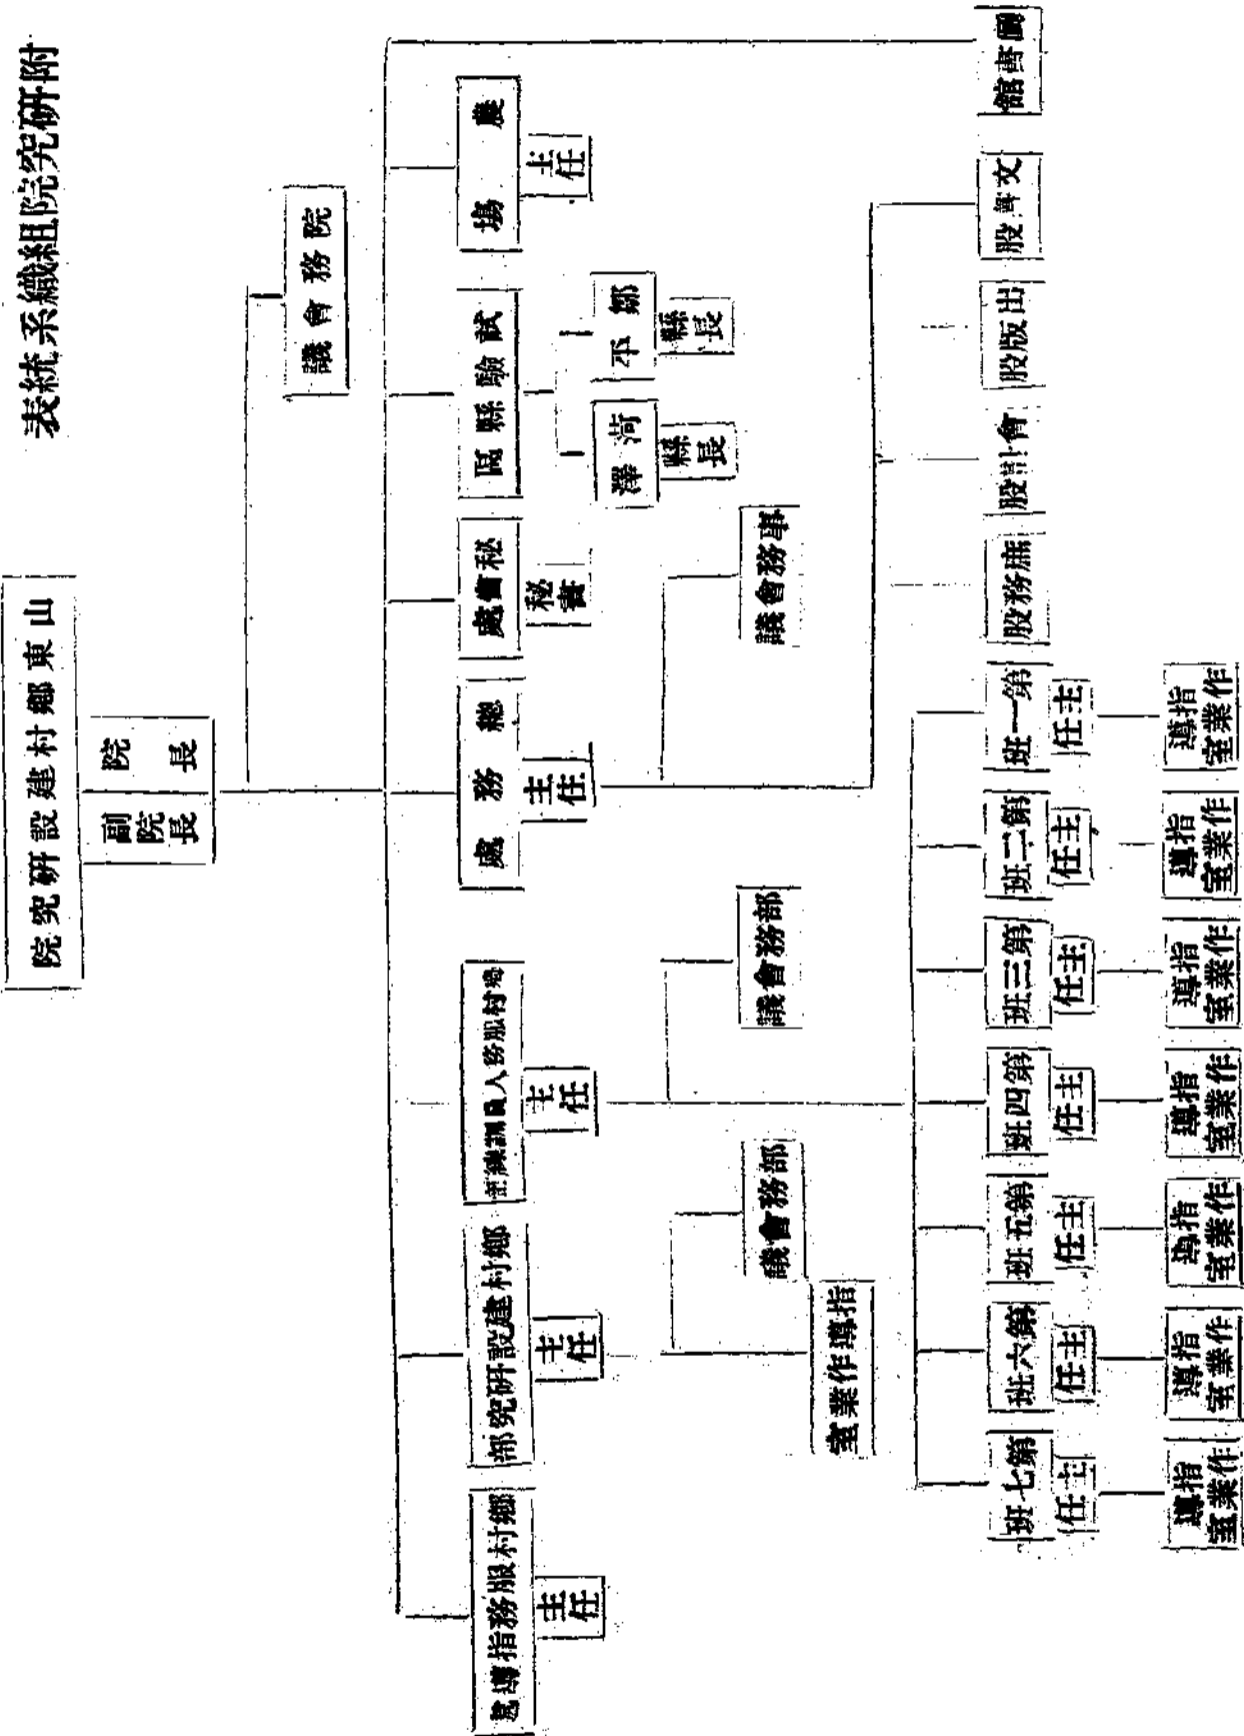 附研究院組織系統表
山東鄉村建設研究院
院長
副院長
院務會議
圖書館
農場
主任
試驗縣區
鄒平
縣長
菏澤
縣長
秘書處
秘書
總務處
主任
事務會議
文書股
出版股
會計股
庶務股
鄉村服務人員訓練部
主任
部務會議
第一班
主任
指導
作業室
第二班
主任
指導
作業室
第三班
主任
指導
作業室
第四班
主任
指導
作業室
第五班
主任
指導
作業室
第六班
主任
指導
作業室
第七班
主任
指導
作業室
鄉村建設研究部
主任
部務會議
指導作業室
鄉村服務指導處
主任